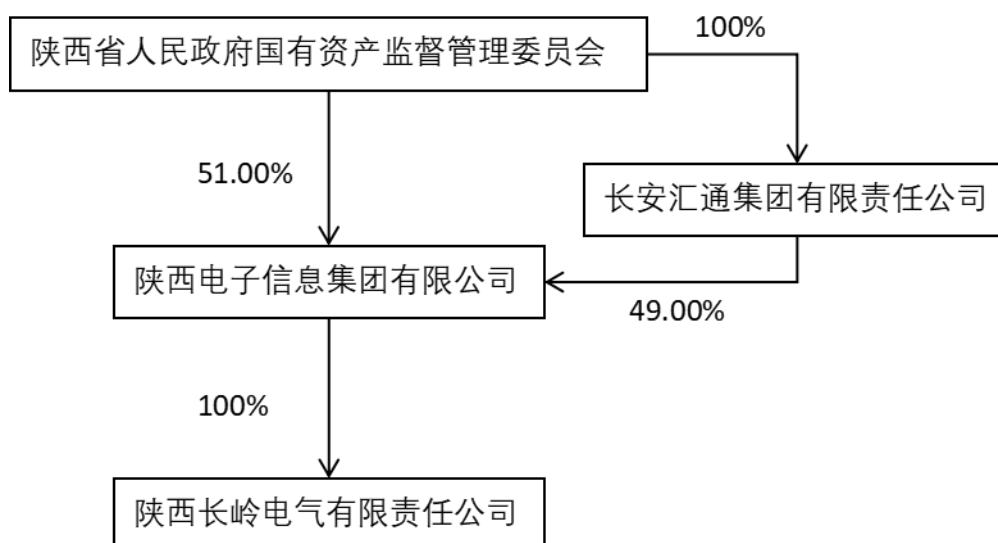 100%
陕西省人民政府国有资产监督管理委员会
51.00%
长安汇通集团有限责任公司
陕西电子信息集团有限公司
49.00%
100%
陕西长岭电气有限责任公司